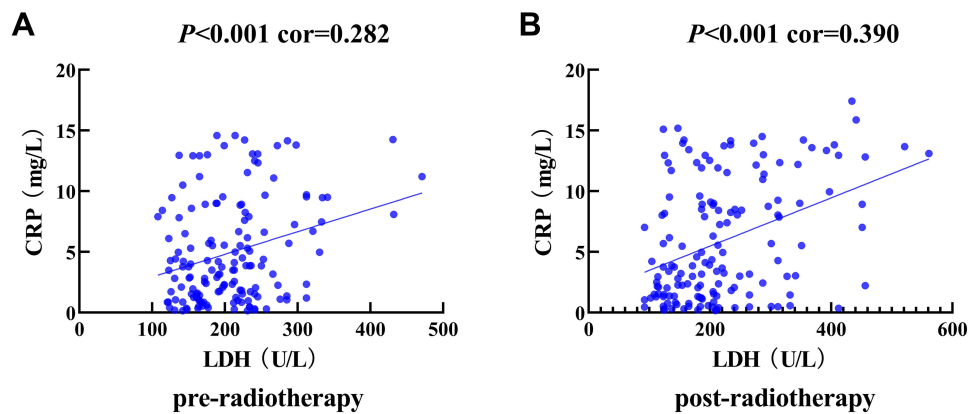 A
P<0.001 cor=0.282
CRP（mg/L）
20
15
10
5
0
0 100 200 300 400 500
LDH（U/L）
pre-radiotherapy
B
P<0.001 cor=0.390
CRP（mg/L）
20
15
10
5
0
0 200 400 600
LDH（U/L）
post-radiotherapy